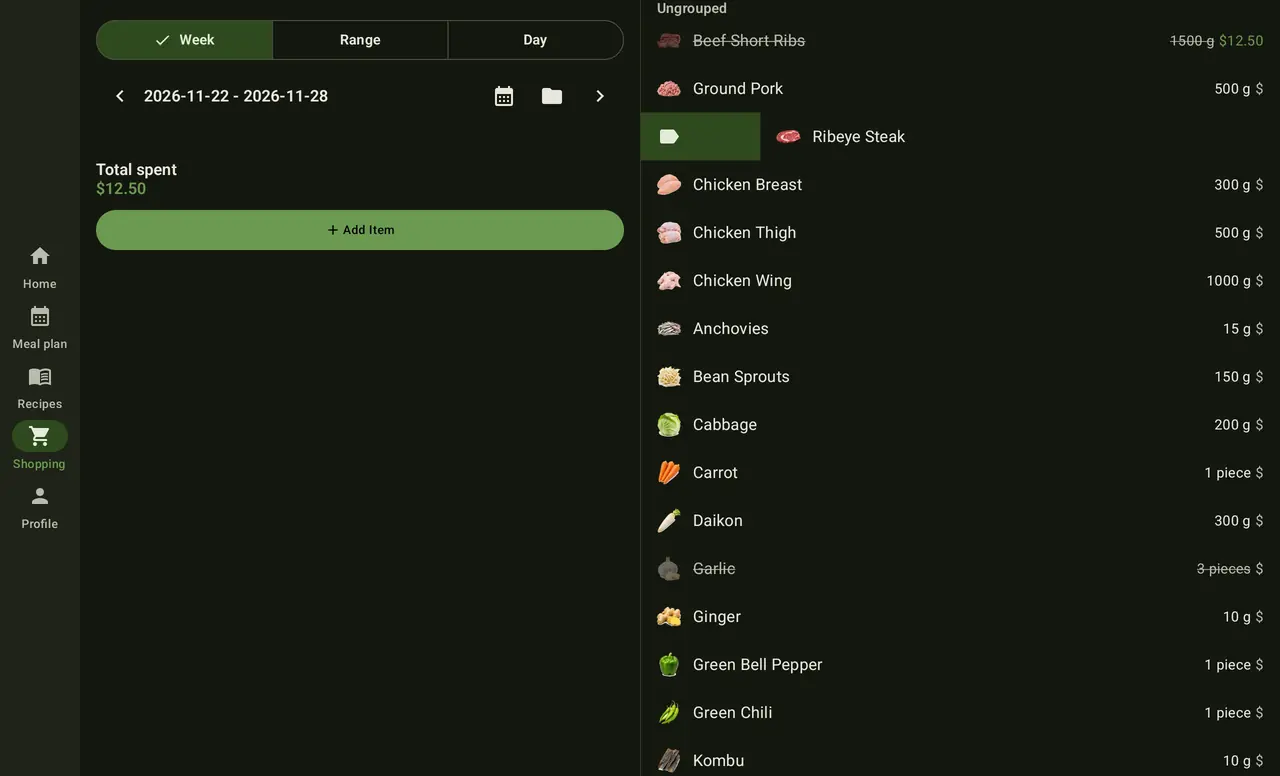 Home
Meal plan
Recipes
Shopping
Profile
Week
Range
Day
2026-11-22 - 2026-11-28
Total spent
$12.50
+ Add Item
Ungrouped
Beef Short Ribs 1500 g $12.50
Ground Pork 500 g $
Ribeye Steak
Chicken Breast 300 g $
Chicken Thigh 500 g $
Chicken Wing 1000 g $
Anchovies 15 g $
Bean Sprouts 150 g $
Cabbage 200 g $
Carrot 1 piece $
Daikon 300 g $
Garlic 3 pieces $
Ginger 10 g $
Green Bell Pepper 1 piece $
Green Chili 1 piece $
Kombu 10 g $